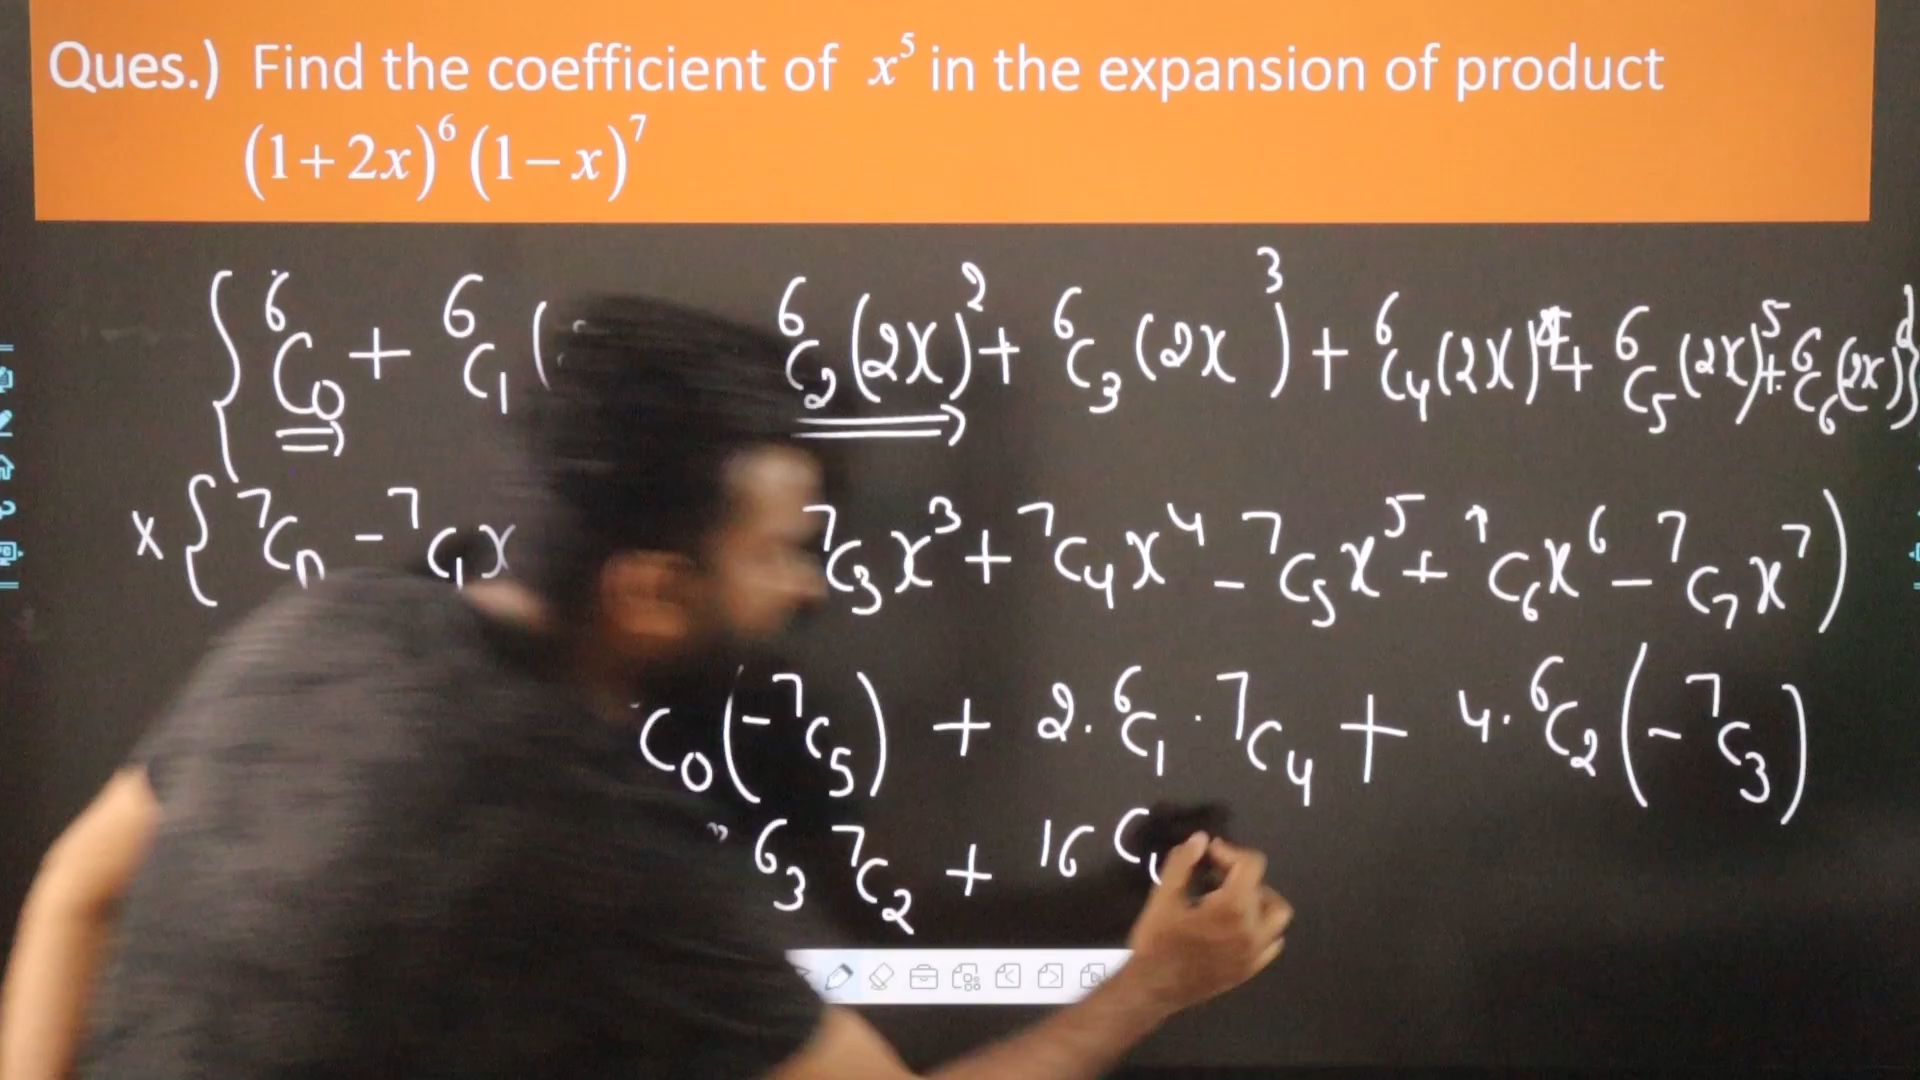 Ques.) Find the coefficient of x⁵ in the expansion of product
(1+2x)⁶(1−x)⁷
{⁶C₀ + ⁶C₁( ⁶C₂(2x)² + ⁶C₃(2x)³ + ⁶C₄(2x)⁴ + ⁶C₅(2x)⁵ + ⁶C₆(2x)}
x{⁷C₀ − ⁷C₁x ⁷C₃x³ + ⁷C₄x⁴ − ⁷C₅x⁵ + ⁷C₆x⁶ − ⁷C₇x⁷)
C₀(−⁷C₅) + 2.⁶C₁.⁷C₄ + 4.⁶C₂(−⁷C₃)
⁶₃ ⁷C₂ + 16 C